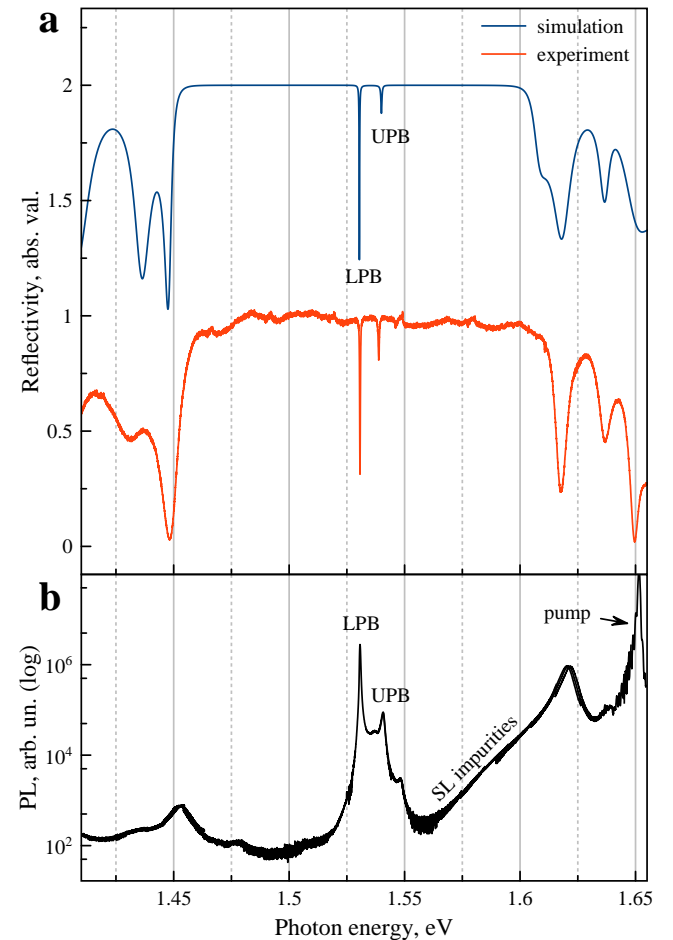 a
simulation
experiment
2
UPB
1.5
LPB
1
0.5
0
Reflectivity, abs. val.
b
LPB
pump
UPB
10⁶
SL impurities
10⁴
10²
PL, arb. un. (log)
1.45 1.5 1.55 1.6 1.65
Photon energy, eV